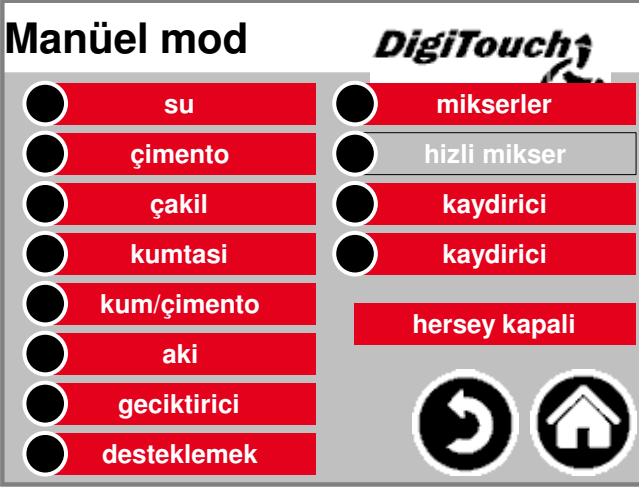 Manüel mod
DigiTouch
su
çimento
çakil
kumtasi
kum/çimento
aki
geciktirici
desteklemek
mikserler
hizli mikser
kaydirici
kaydirici
hersey kapali